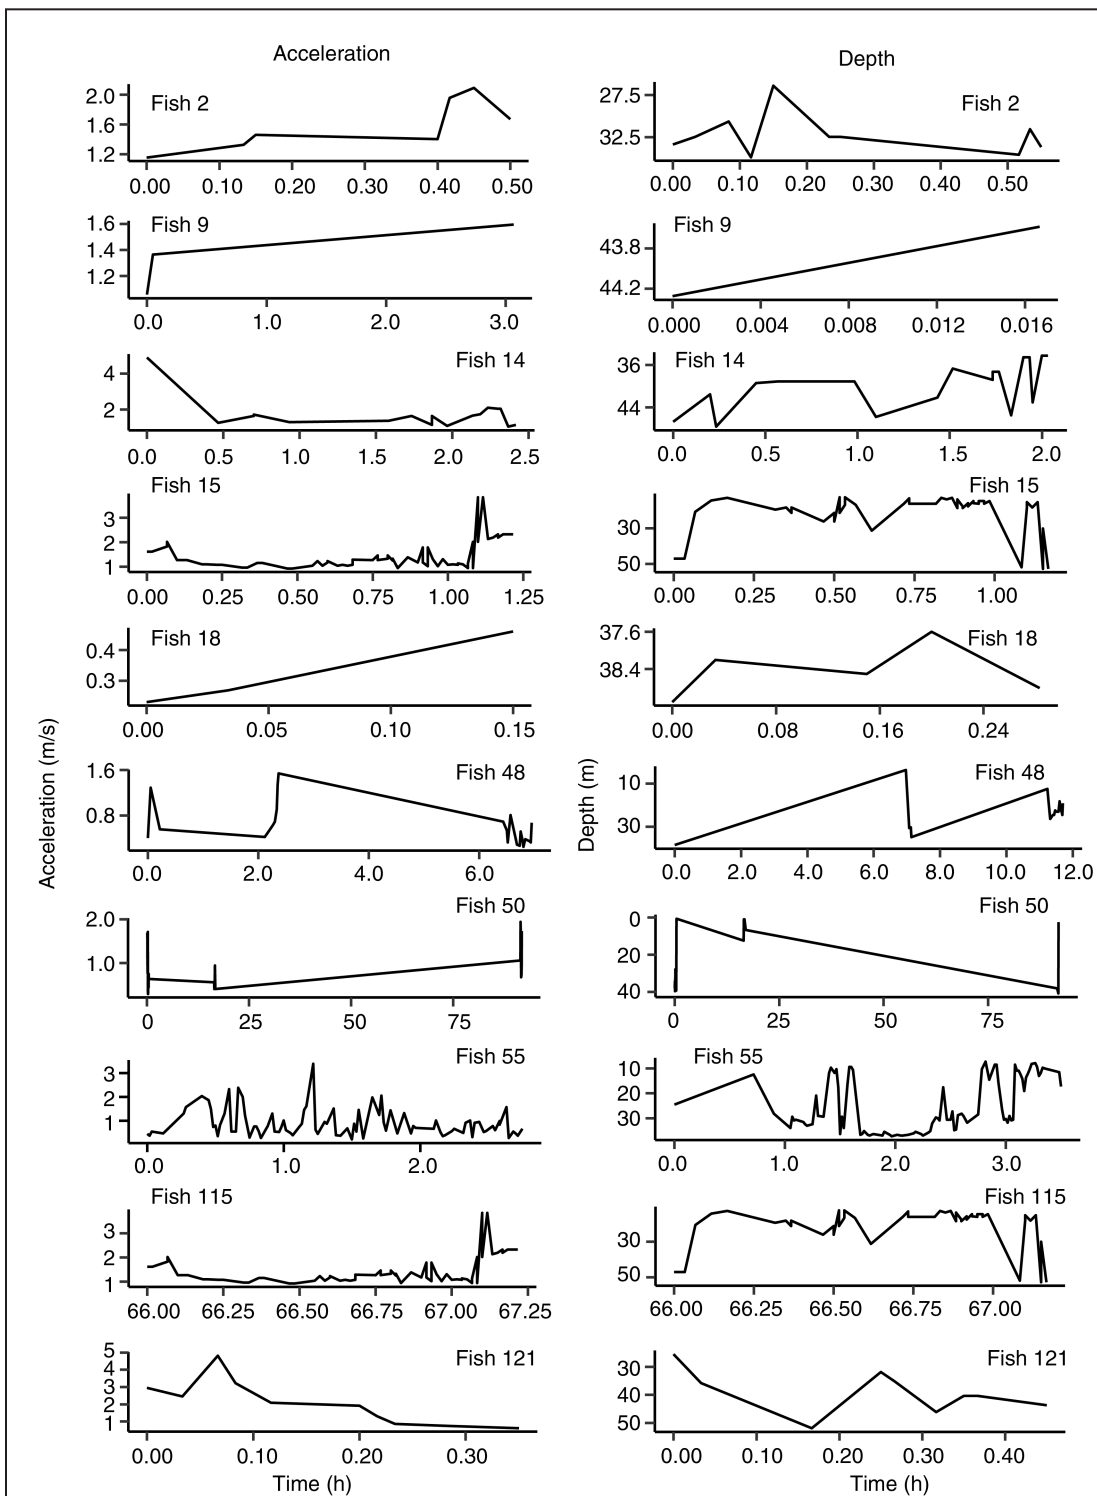 Acceleration
Depth
Fish 2
2.0
1.6
1.2
0.00 0.10 0.20 0.30 0.40 0.50
Fish 2
27.5
32.5
0.00 0.10 0.20 0.30 0.40 0.50
Fish 9
1.6
1.4
1.2
0.0 1.0 2.0 3.0
Fish 9
43.8
44.2
0.000 0.004 0.008 0.012 0.016
Fish 14
4
2
0.0 0.5 1.0 1.5 2.0 2.5
Fish 14
36
44
0.0 0.5 1.0 1.5 2.0
Fish 15
3
2
1
0.00 0.25 0.50 0.75 1.00 1.25
Fish 15
30
50
0.00 0.25 0.50 0.75 1.00
Fish 18
0.4
0.3
0.00 0.05 0.10 0.15
Fish 18
37.6
38.4
0.00 0.08 0.16 0.24
Acceleration (m/s)
Fish 48
1.6
0.8
0.0 2.0 4.0 6.0
Depth (m)
Fish 48
10
30
0.0 2.0 4.0 6.0 8.0 10.0 12.0
Fish 50
2.0
1.0
0 25 50 75
Fish 50
0
20
40
0 25 50 75
Fish 55
3
2
1
0.0 1.0 2.0
Fish 55
10
20
30
0.0 1.0 2.0 3.0
Fish 115
3
2
1
66.00 66.25 66.50 66.75 67.00 67.25
Fish 115
30
50
66.00 66.25 66.50 66.75 67.00
Fish 121
5
4
3
2
1
0.00 0.10 0.20 0.30
Time (h)
Fish 121
30
40
50
0.00 0.10 0.20 0.30 0.40
Time (h)